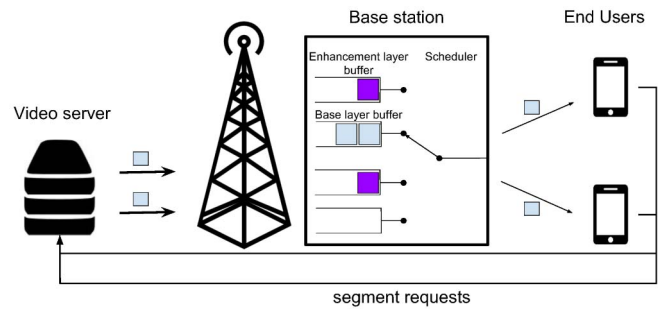 Base station
End Users
Enhancement layer
buffer
Scheduler
Video server
Base layer buffer
segment requests